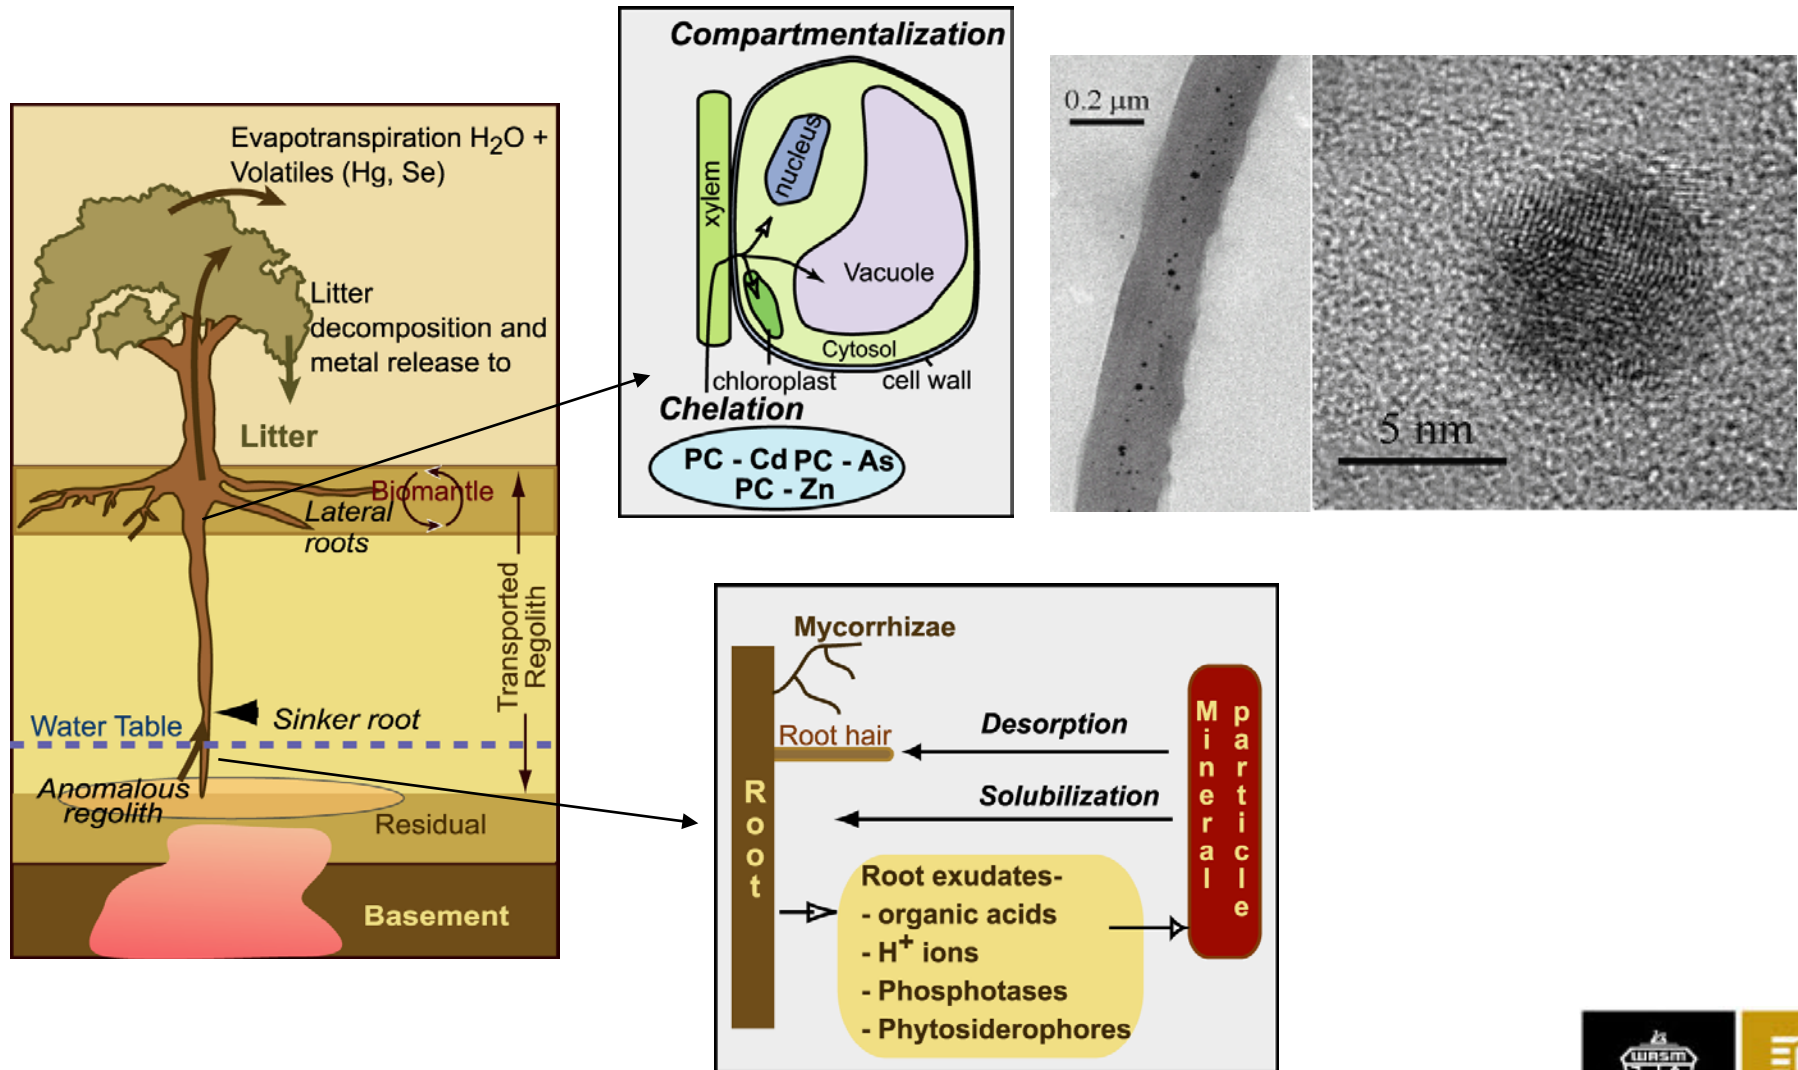 Evapotranspiration H₂O +
Volatiles (Hg, Se)
Litter
decomposition and
metal release to
Litter
Biomantle
Lateral
roots
Transported
Regolith
Water Table
Sinker root
Anomalous
regolith
Residual
Basement
Compartmentalization
xylem
nucleus
Vacuole
Cytosol
chloroplast
cell wall
Chelation
PC - Cd PC - As
PC - Zn
0.2 µm
5 nm
Mycorrhizae
Root hair
Desorption
Solubilization
Root
Mineral
particle
Root exudates-
- organic acids
- H⁺ ions
- Phosphotases
- Phytosiderophores
WASM